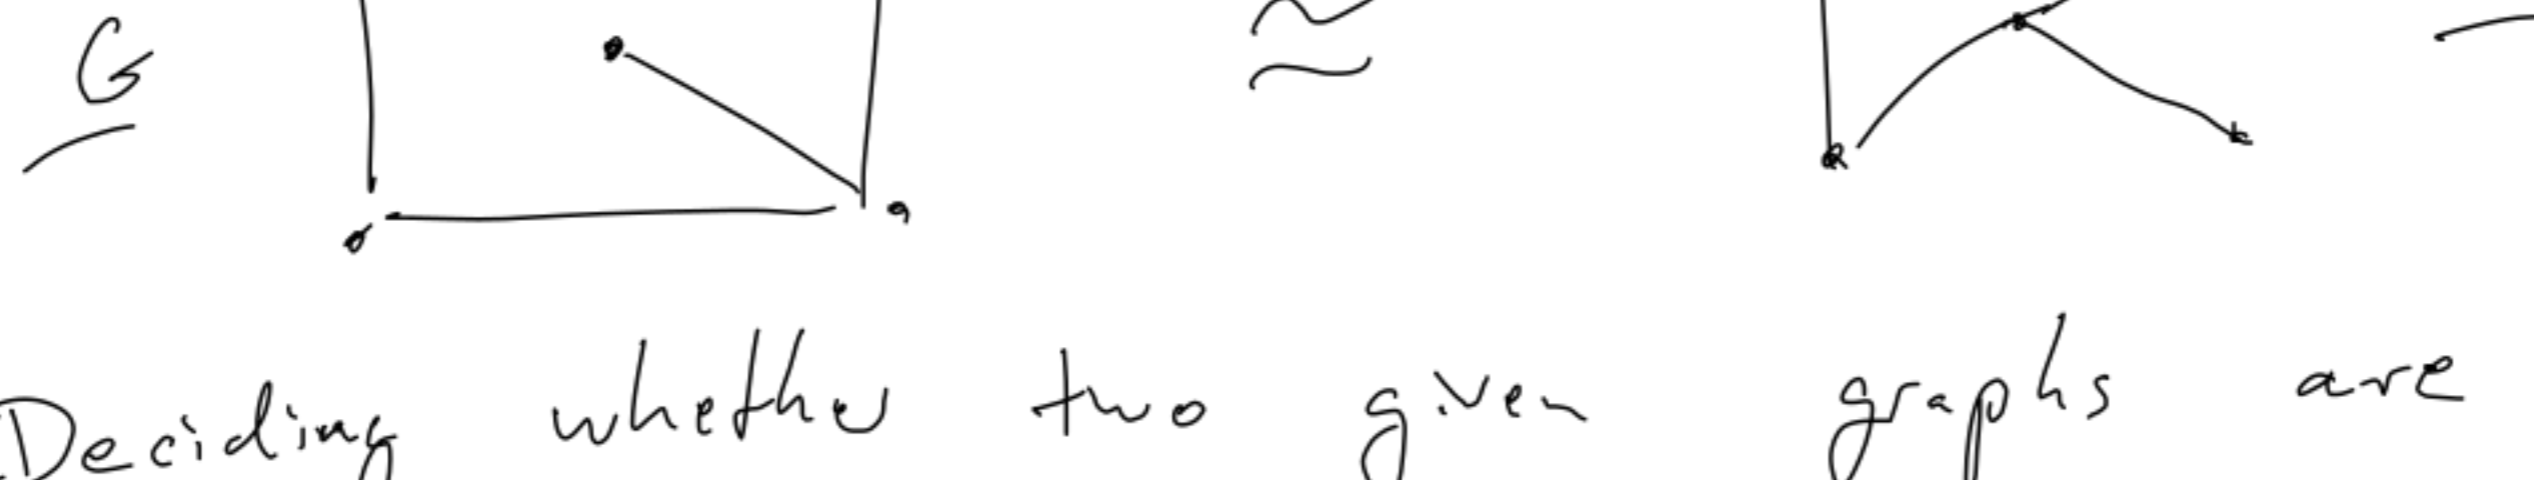 G ≈
Deciding whether two given graphs are